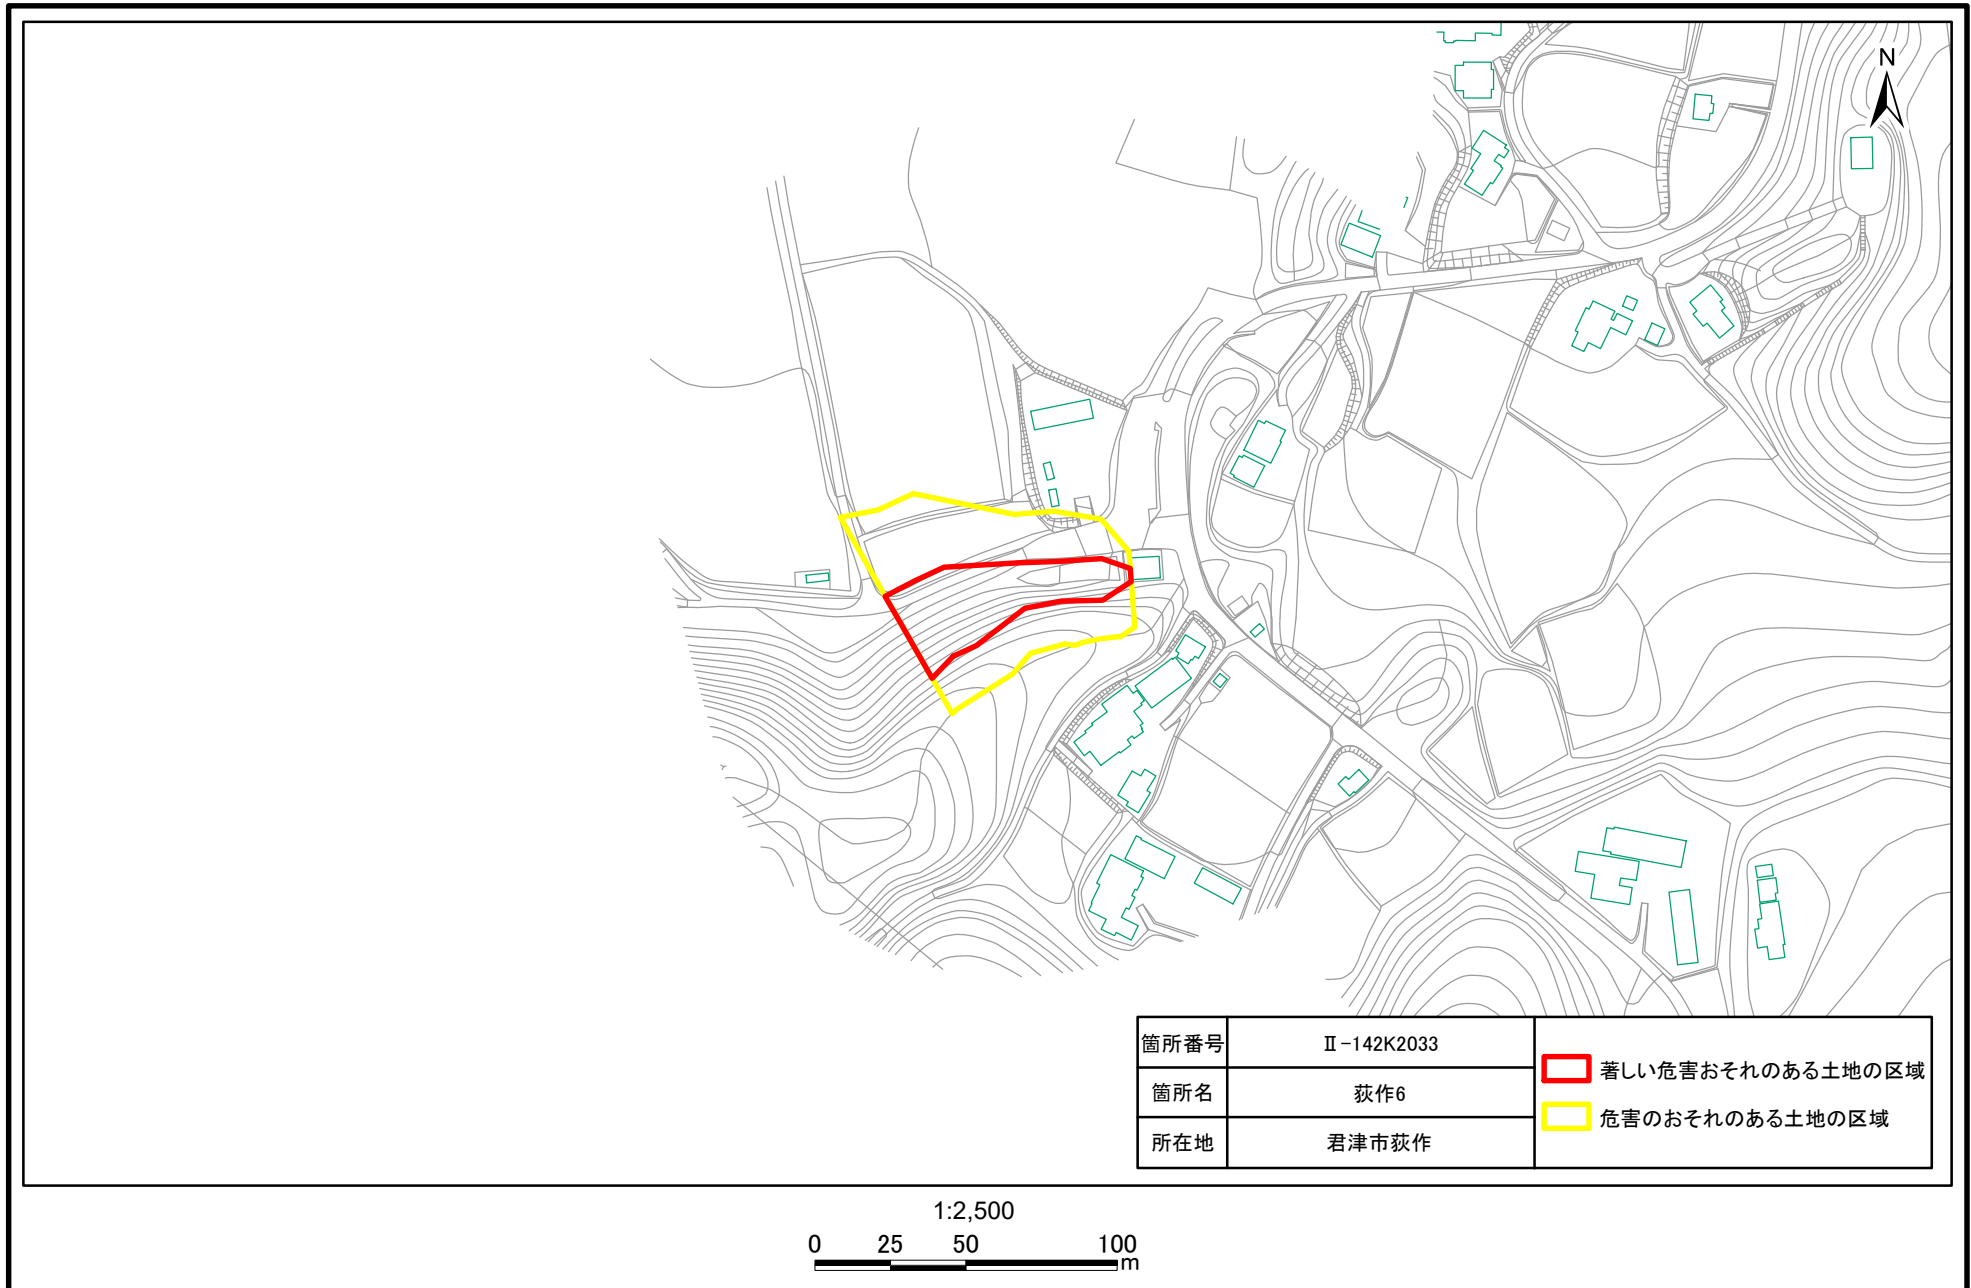 N
箇所番号 Ⅱ-142K2033
箇所名 荻作6
所在地 君津市荻作
著しい危害おそれのある土地の区域
危害のおそれのある土地の区域
1:2,500
0 25 50 100
m